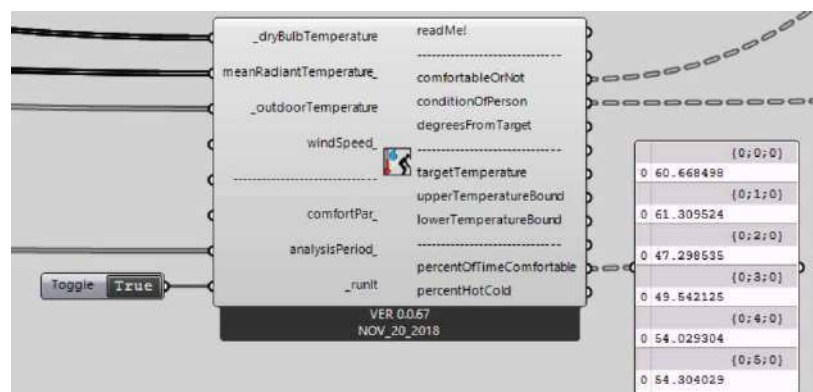 _dryBulbTemperature
meanRadiantTemperature_
_outdoorTemperature
windSpeed_
------------------------------
comfortPar_
analysisPeriod_
_runIt
readMe!
------------------------------
comfortableOrNot
conditionOfPerson
degreesFromTarget
------------------------------
targetTemperature
upperTemperatureBound
lowerTemperatureBound
------------------------------
percentOfTimeComfortable
percentHotCold
VER 0.0.67
NOV_20_2018
Toggle True
{0;0;0}
0 60.668498
{0;1;0}
0 61.309524
{0;2;0}
0 47.298535
{0;3;0}
0 49.542125
{0;4;0}
0 54.029304
{0;5;0}
0 54.304029